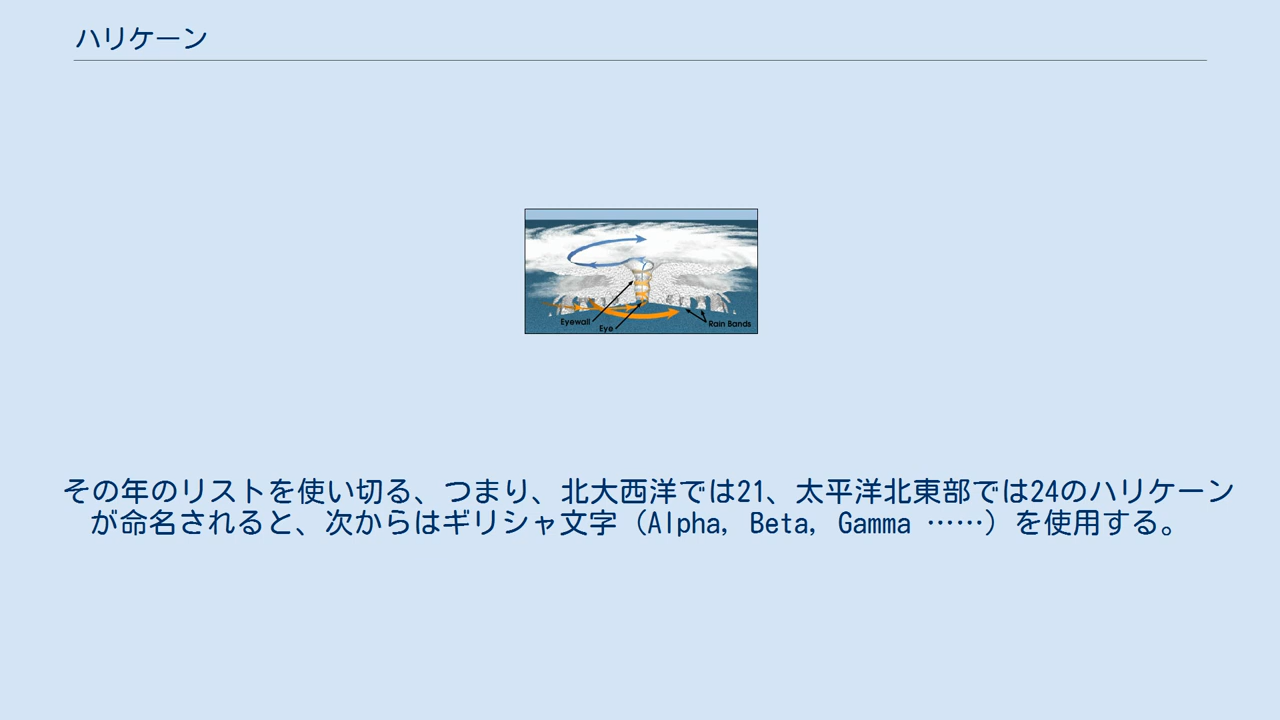 ハリケーン
Eyewall
Eye
Rain Bands
その年のリストを使い切る、つまり、北大西洋では21、太平洋北東部では24のハリケーン
が命名されると、次からはギリシャ文字（Alpha, Beta, Gamma ……）を使用する。